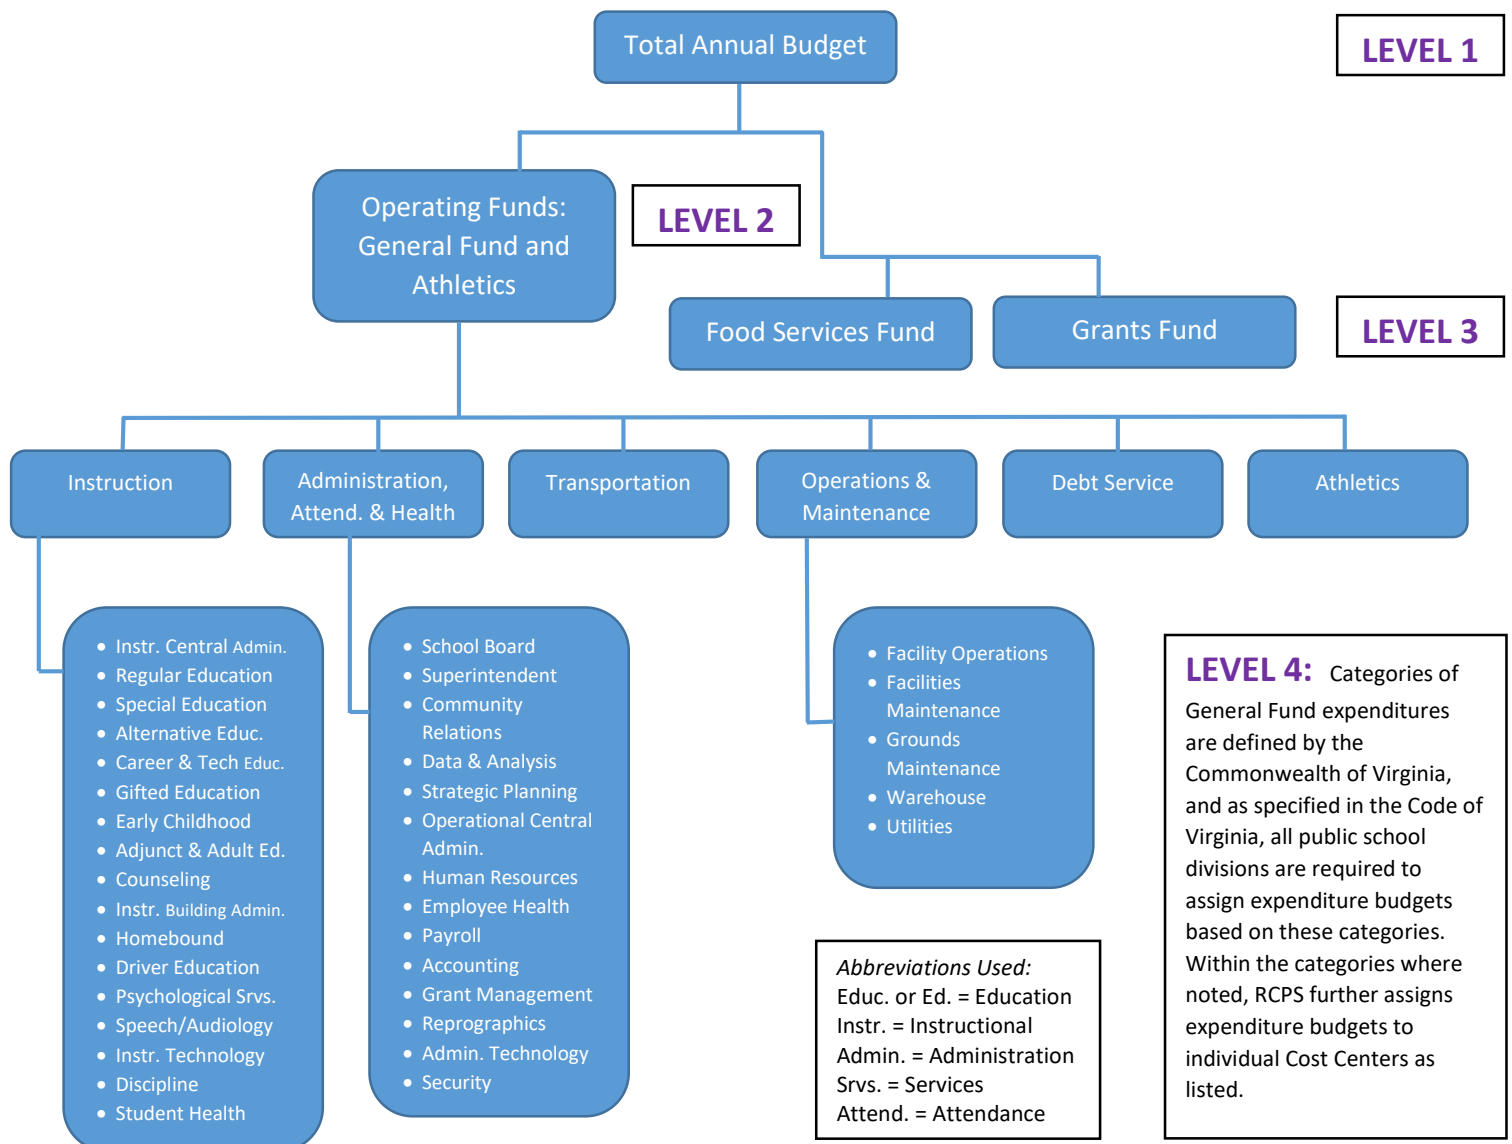 Total Annual Budget
LEVEL 1
Operating Funds:
General Fund and
Athletics
LEVEL 2
Food Services Fund
Grants Fund
LEVEL 3
Instruction
Administration,
Attend. & Health
Transportation
Operations &
Maintenance
Debt Service
Athletics
• Instr. Central Admin.
• Regular Education
• Special Education
• Alternative Educ.
• Career & Tech Educ.
• Gifted Education
• Early Childhood
• Adjunct & Adult Ed.
• Counseling
• Instr. Building Admin.
• Homebound
• Driver Education
• Psychological Srvs.
• Speech/Audiology
• Instr. Technology
• Discipline
• Student Health
• School Board
• Superintendent
• Community
Relations
• Data & Analysis
• Strategic Planning
• Operational Central
Admin.
• Human Resources
• Employee Health
• Payroll
• Accounting
• Grant Management
• Reprographics
• Admin. Technology
• Security
• Facility Operations
• Facilities
Maintenance
• Grounds
Maintenance
• Warehouse
• Utilities
Abbreviations Used:
Educ. or Ed. = Education
Instr. = Instructional
Admin. = Administration
Srvs. = Services
Attend. = Attendance
LEVEL 4: Categories of
General Fund expenditures
are defined by the
Commonwealth of Virginia,
and as specified in the Code of
Virginia, all public school
divisions are required to
assign expenditure budgets
based on these categories.
Within the categories where
noted, RCPS further assigns
expenditure budgets to
individual Cost Centers as
listed.